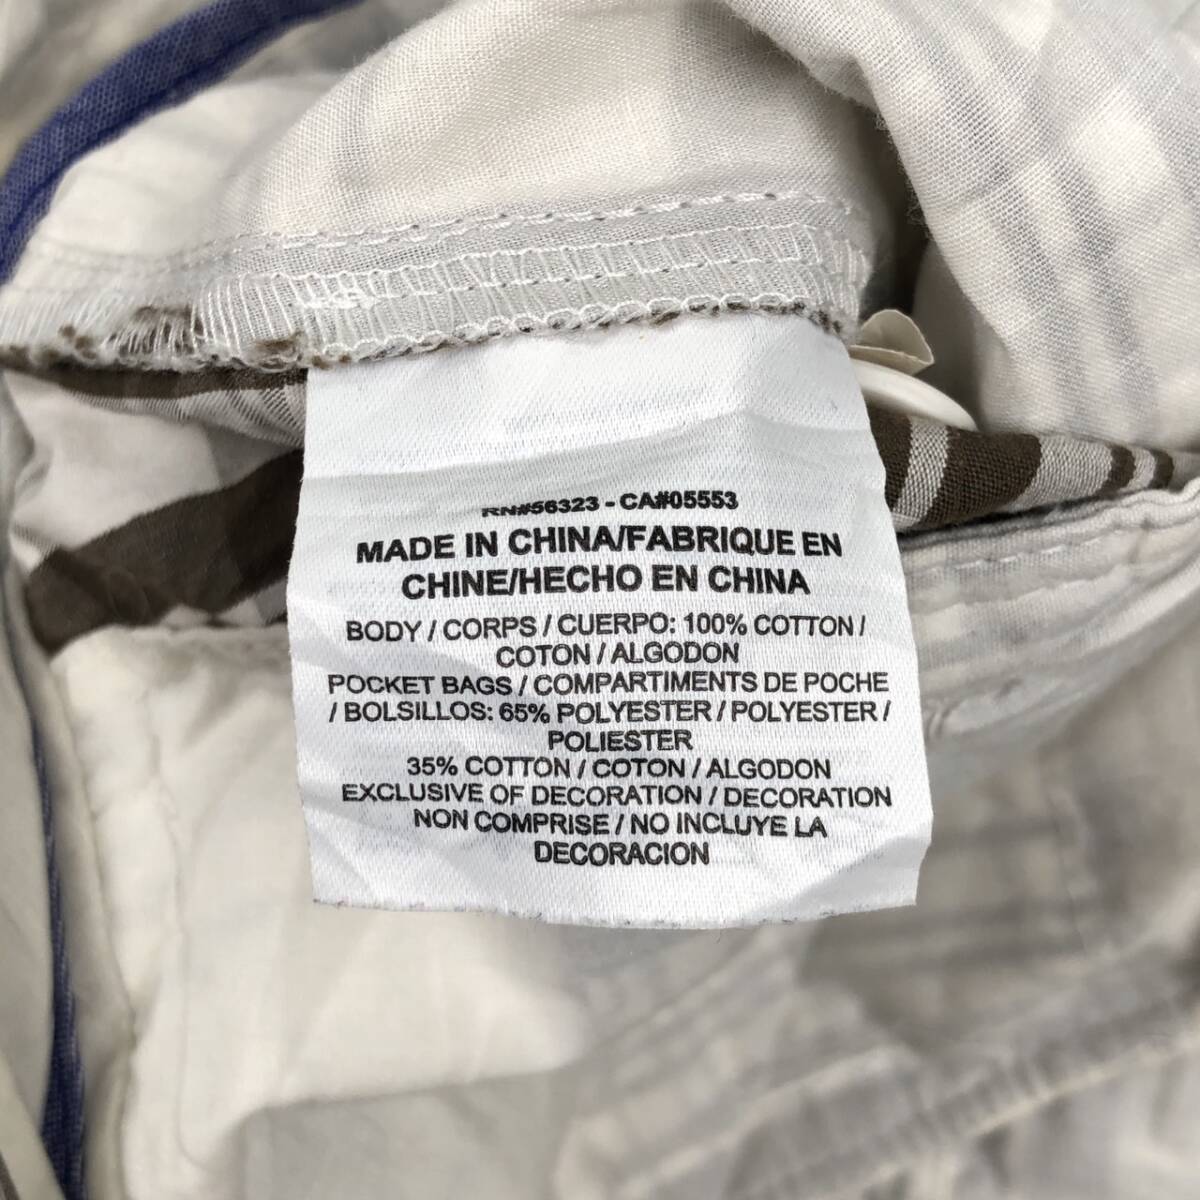 RN#56323 - CA#05553
MADE IN CHINA/FABRIQUE EN
CHINE/HECHO EN CHINA
BODY / CORPS / CUERPO: 100% COTTON /
COTON / ALGODON
POCKET BAGS / COMPARTIMENTS DE POCHE
/ BOLSILLOS: 65% POLYESTER / POLYESTER /
POLIESTER
35% COTTON / COTON / ALGODON
EXCLUSIVE OF DECORATION / DECORATION
NON COMPRISE / NO INCLUYE LA
DECORACION